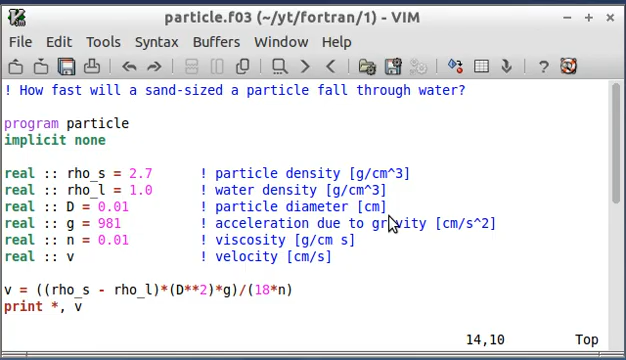 particle.f03 (~/yt/fortran/1) - VIM
File Edit Tools Syntax Buffers Window Help
! How fast will a sand-sized a particle fall through water?
program particle
implicit none
real :: rho_s = 2.7 ! particle density [g/cm^3]
real :: rho_l = 1.0 ! water density [g/cm^3]
real :: D = 0.01 ! particle diameter [cm]
real :: g = 981 ! acceleration due to gravity [cm/s^2]
real :: n = 0.01 ! viscosity [g/cm s]
real :: v ! velocity [cm/s]
v = ((rho_s - rho_l)*(D**2)*g)/(18*n)
print *, v
14,10 Top